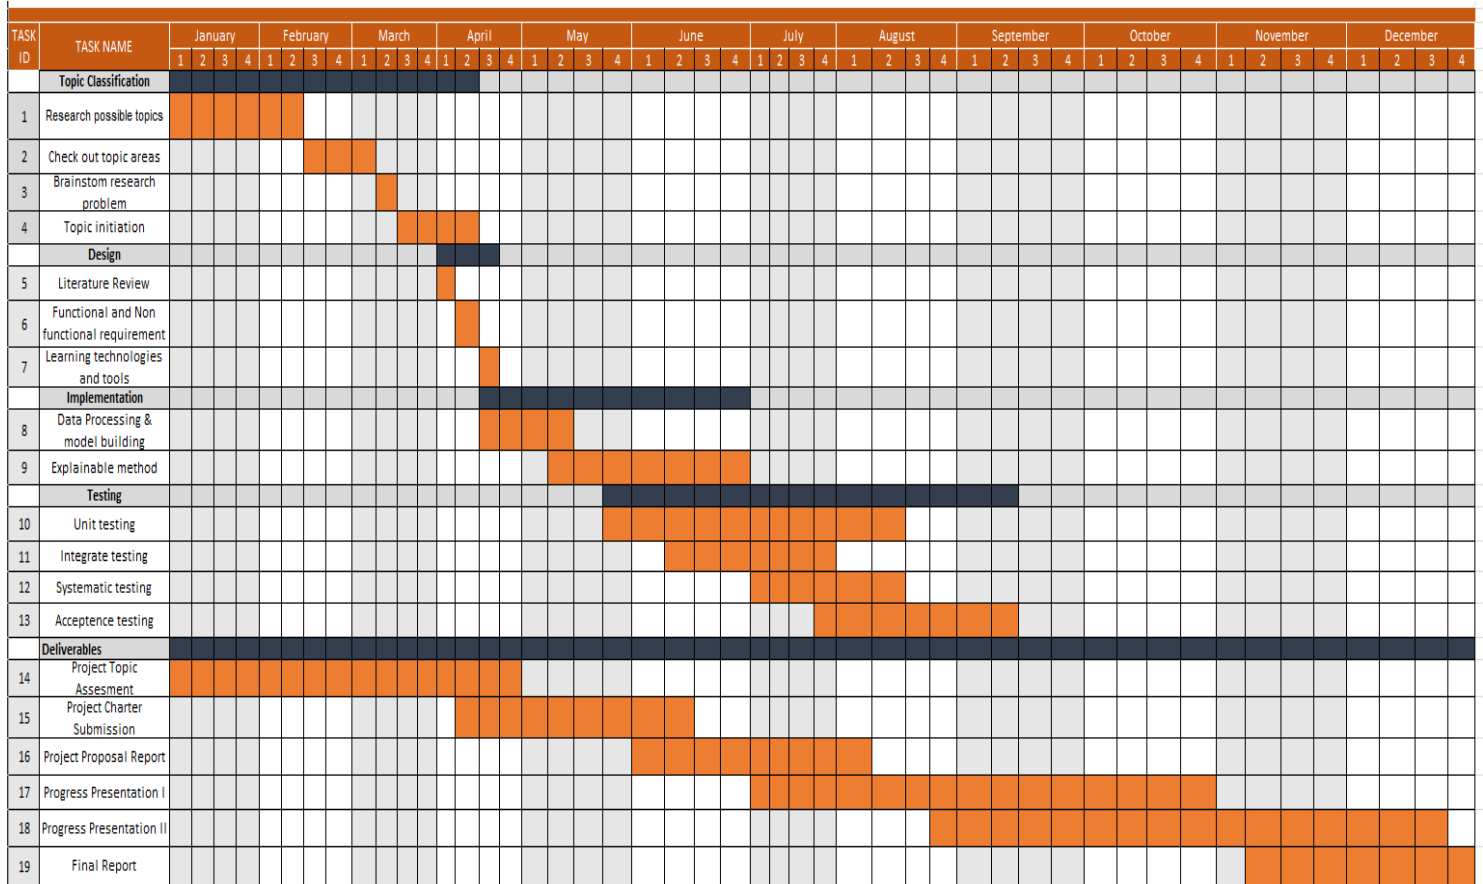 TASK ID TASK NAME January February March April May June July August September October November December
1 2 3 4 1 2 3 4 1 2 3 4 1 2 3 4 1 2 3 4 1 2 3 4 1 2 3 4 1 2 3 4 1 2 3 4 1 2 3 4 1 2 3 4 1 2 3 4
Topic Classification
1 Research possible topics
2 Check out topic areas
3 Brainstom research
problem
4 Topic initiation
Design
5 Literature Review
6 Functional and Non
functional requirement
7 Learning technologies
and tools
Implementation
8 Data Processing &
model building
9 Explainable method
Testing
10 Unit testing
11 Integrate testing
12 Systematic testing
13 Acceptence testing
Deliverables
14 Project Topic
Assesment
15 Project Charter
Submission
16 Project Proposal Report
17 Progress Presentation I
18 Progress Presentation II
19 Final Report